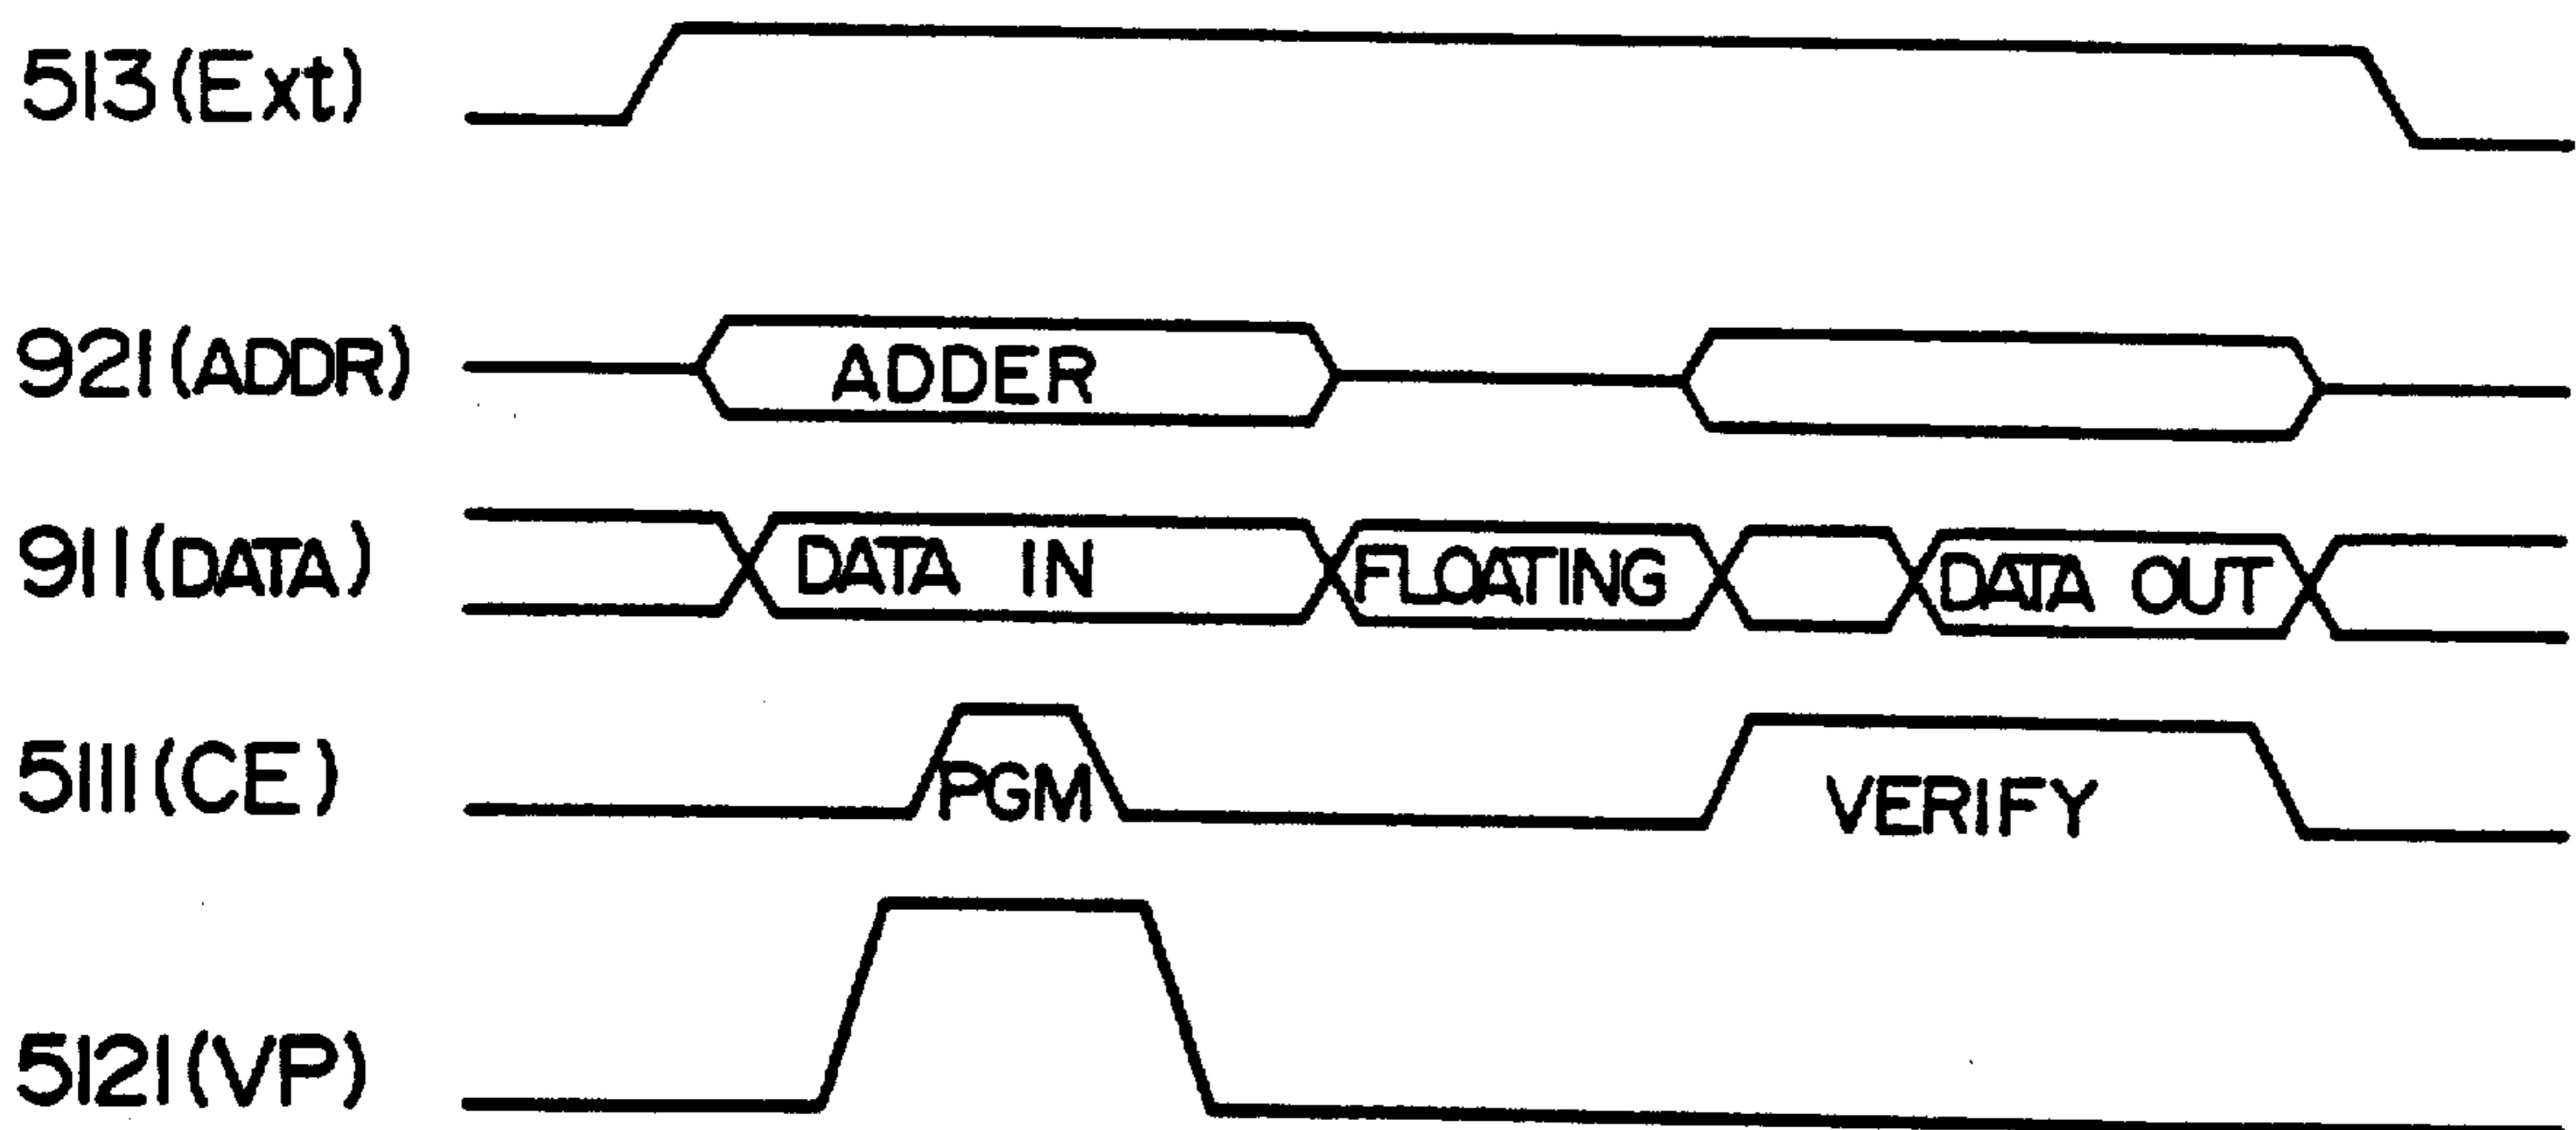 513(Ext)
921(ADDR) ADDER
911(DATA) DATA IN FLOATING DATA OUT
5111(CE) PGM VERIFY
5121(VP)